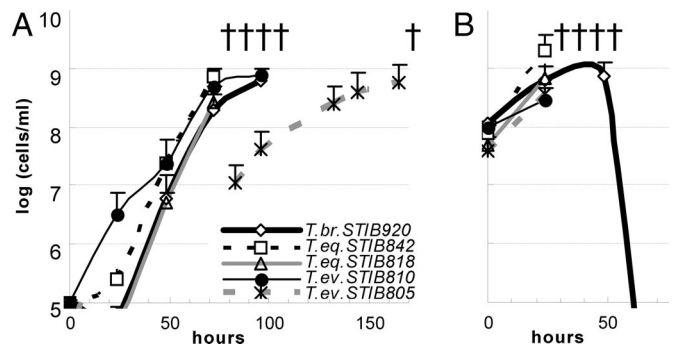 A
††††
†
B
††††
10
9
8
7
6
5
log (cells/ml)
T.br.STIB920
T.eq.STIB842
T.eq.STIB818
T.ev.STIB810
T.ev.STIB805
0
50
100
150
hours
0
50
hours